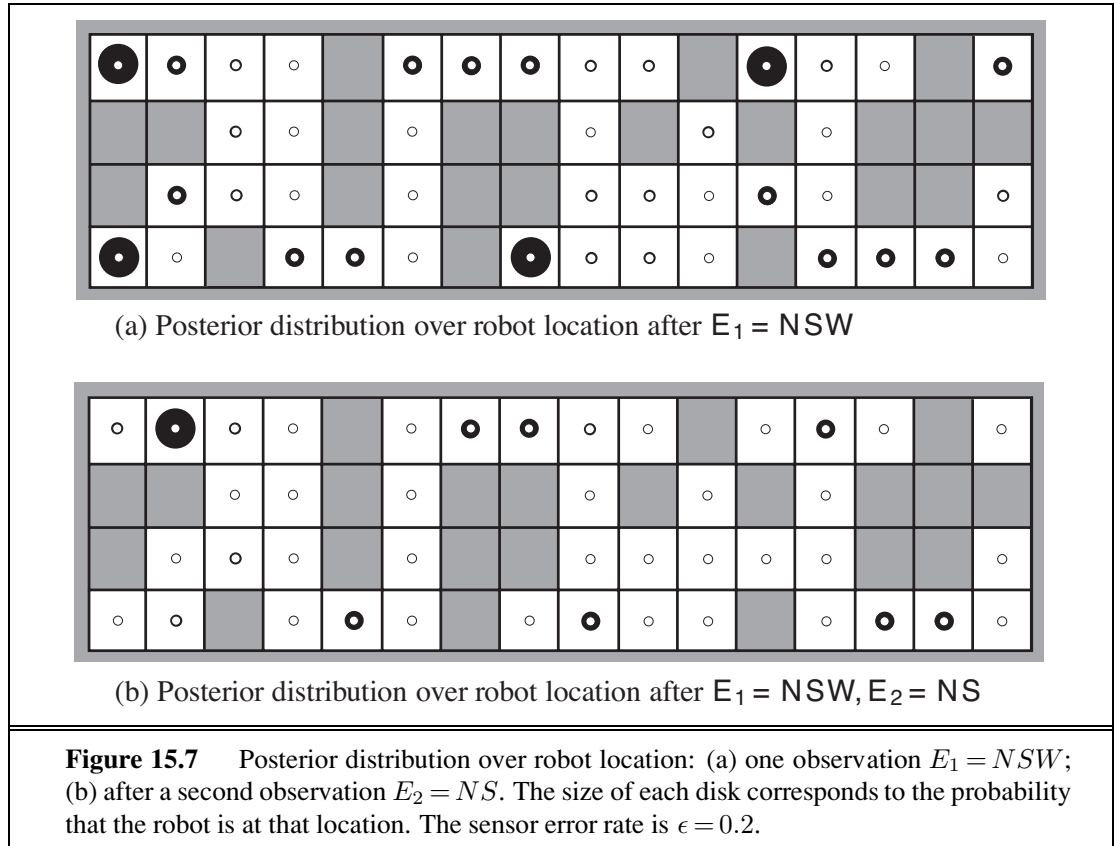 (a) Posterior distribution over robot location after E₁ = NSW
(b) Posterior distribution over robot location after E₁ = NSW, E₂ = NS
Figure 15.7 Posterior distribution over robot location: (a) one observation E₁ = NSW;
(b) after a second observation E₂ = NS. The size of each disk corresponds to the probability
that the robot is at that location. The sensor error rate is ϵ = 0.2.